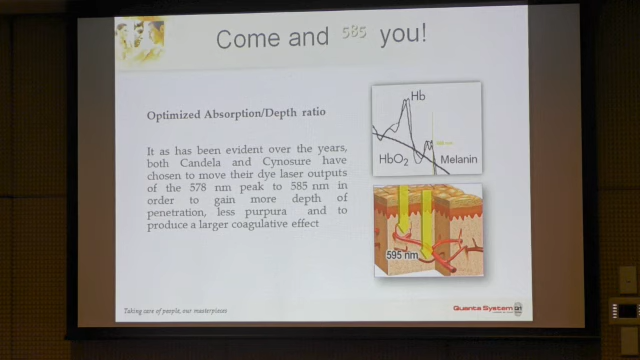 Come and 585 you!
Optimized Absorption/Depth ratio
It as has been evident over the years,
both Candela and Cynosure have
chosen to move their dye laser outputs
of the 578 nm peak to 585 nm in
order to gain more depth of
penetration, less purpura and to
produce a larger coagulative effect
Hb
HbO2
Melanin
595 nm
Taking care of people, our masterpieces
Quanta System